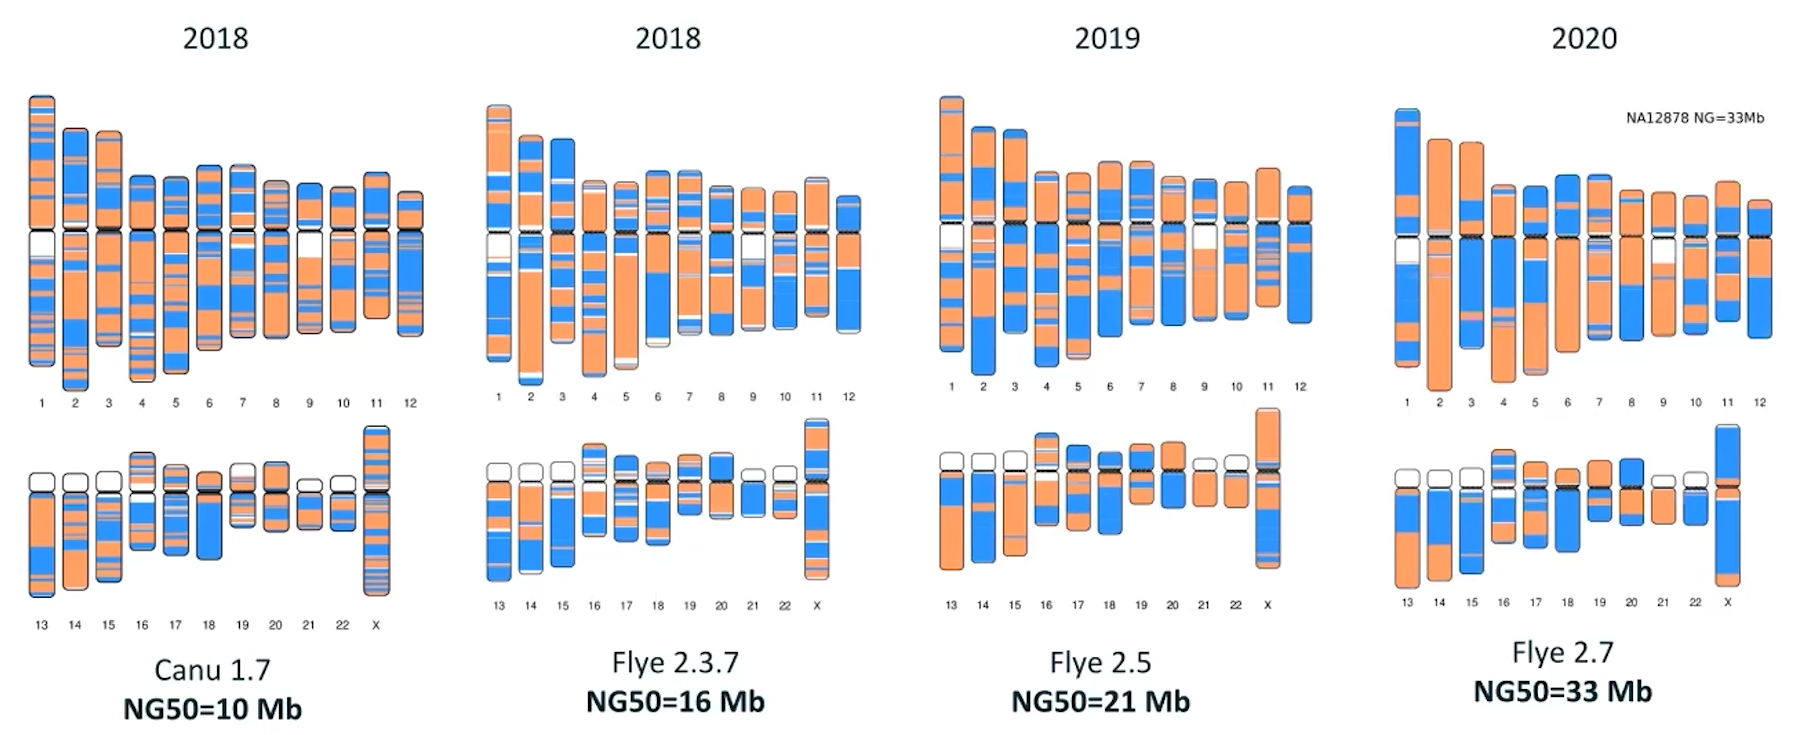 2018
2018
2019
2020
NA12878 NG=33Mb
1 2 3 4 5 6 7 8 9 10 11 12
1 2 3 4 5 6 7 8 9 10 11 12
1 2 3 4 5 6 7 8 9 10 11 12
1 2 3 4 5 6 7 8 9 10 11 12
13 14 15 16 17 18 19 20 21 22 X
13 14 15 16 17 18 19 20 21 22 X
13 14 15 16 17 18 19 20 21 22 X
13 14 15 16 17 18 19 20 21 22 X
Canu 1.7
NG50=10 Mb
Flye 2.3.7
NG50=16 Mb
Flye 2.5
NG50=21 Mb
Flye 2.7
NG50=33 Mb